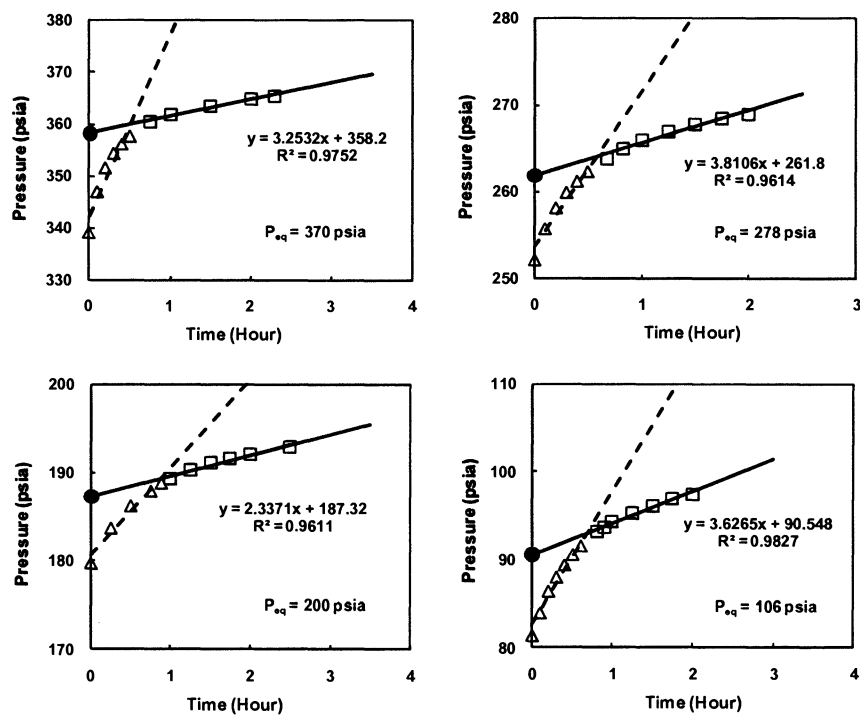 380
370
360
350
340
330
Pressure (psia)
0 1 2 3 4
Time (Hour)
y = 3.2532x + 358.2
R² = 0.9752
Peq = 370 psia
280
270
260
250
Pressure (psia)
0 1 2 3
Time (Hour)
y = 3.8106x + 261.8
R² = 0.9614
Peq = 278 psia
200
190
180
170
Pressure (psia)
0 1 2 3 4
Time (Hour)
y = 2.3371x + 187.32
R² = 0.9611
Peq = 200 psia
110
100
90
80
Pressure (psia)
0 1 2 3 4
Time (Hour)
y = 3.6265x + 90.548
R² = 0.9827
Peq = 106 psia